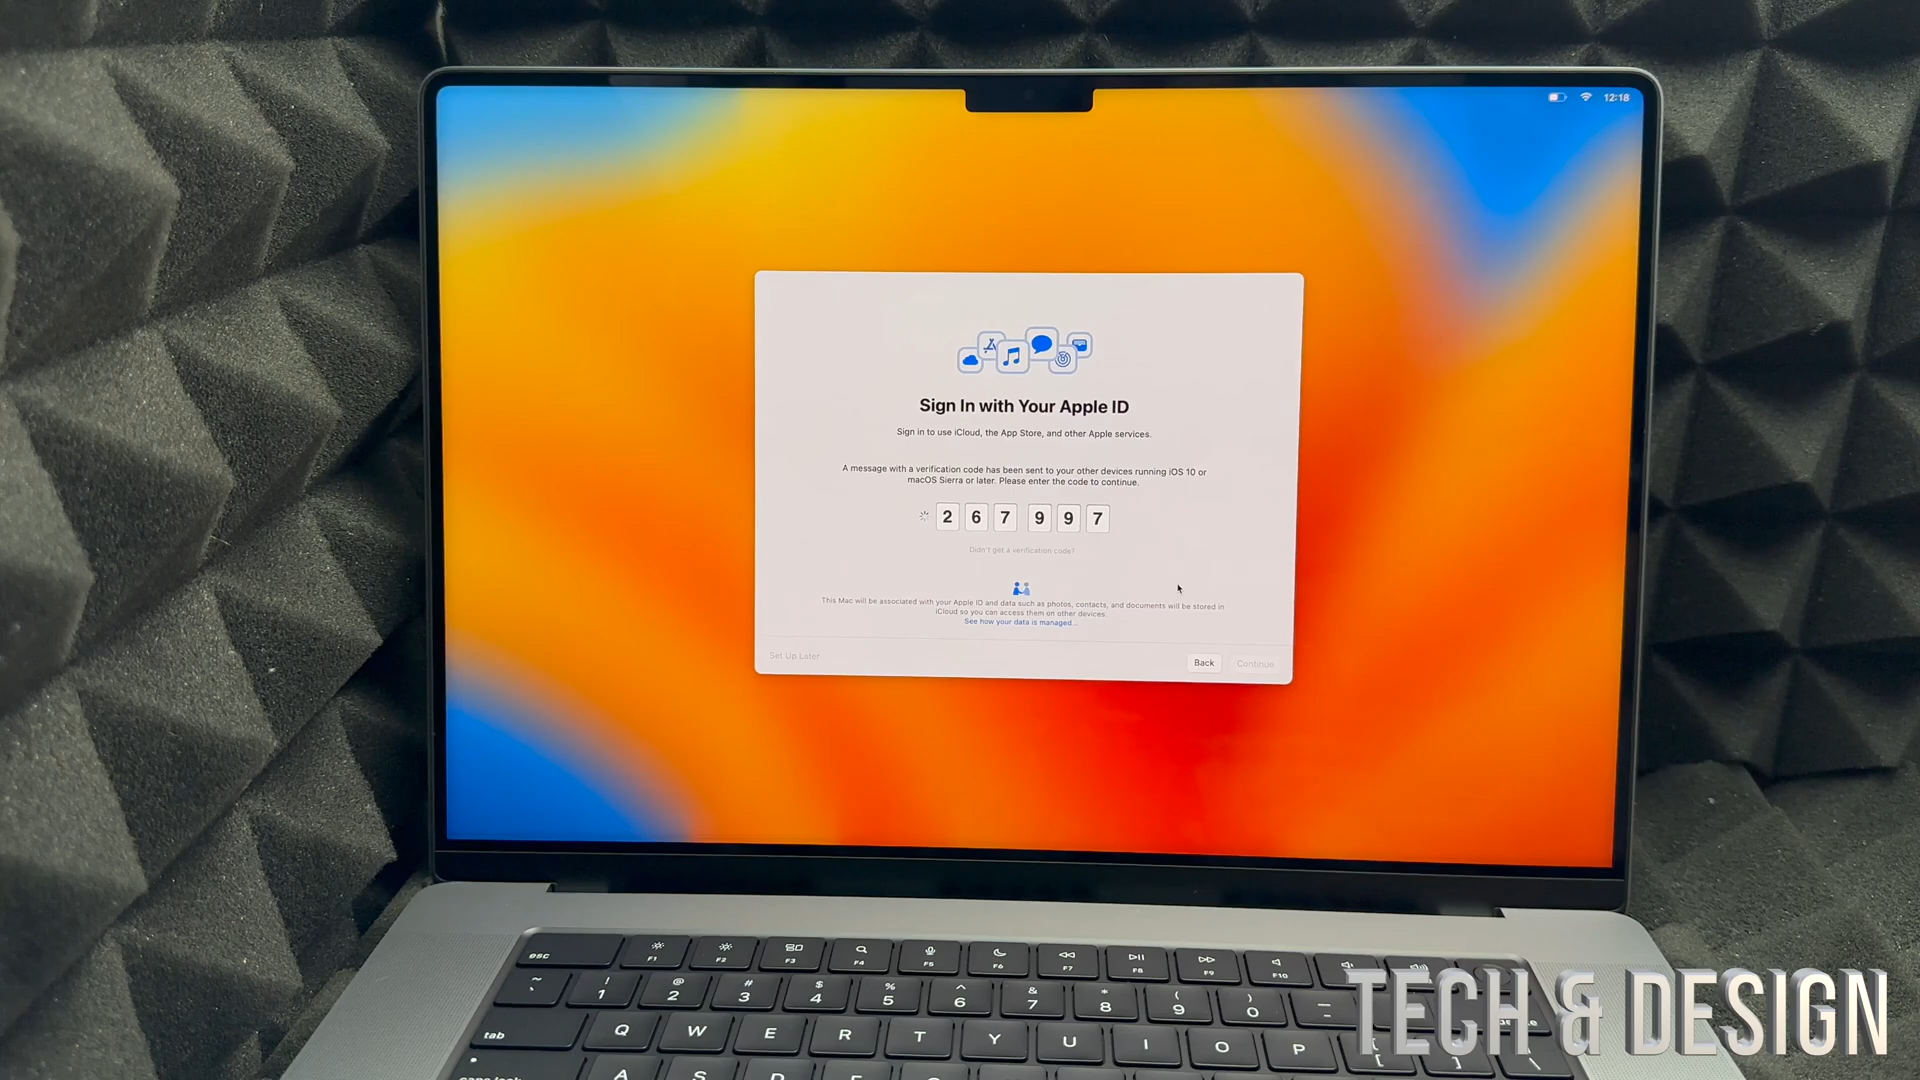 12:18
Sign In with Your Apple ID
Sign in to use iCloud, the App Store, and other Apple services.
A message with a verification code has been sent to your other devices running iOS 10 or
macOS Sierra or later. Please enter the code to continue.
2 6 7 9 9 7
Didn't get a verification code?
This Mac will be associated with your Apple ID and data such as photos, contacts, and documents will be stored in
iCloud so you can access them on other devices.
See how your data is managed...
Set Up Later
Back
Continue
esc F1 F2 F3 F4 F5 F6 F7 F8 F9 F10
~ ! @ # $ % ^ & * ( ) —
` 1 2 3 4 5 6 7 8 9 0 -
tab Q W E R T Y U I O P [ \
A S D F
TECH & DESIGN